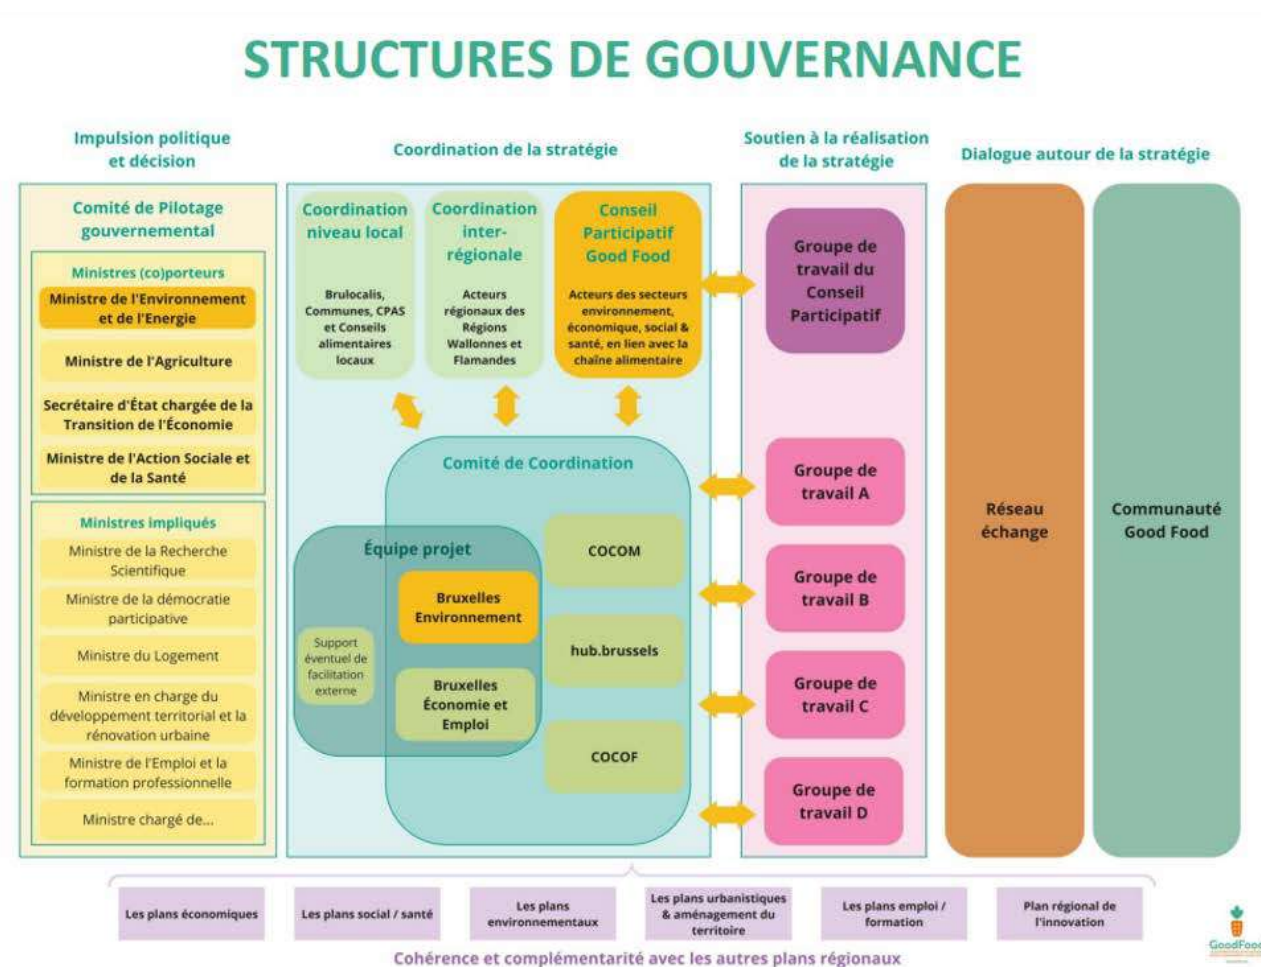 STRUCTURES DE GOUVERNANCE
Impulsion politique
et décision
Comité de Pilotage
gouvernemental
Ministres (co)porteurs
Ministre de l'Environnement
et de l'Energie
Ministre de l'Agriculture
Secrétaire d'État chargée de la
Transition de l'Économie
Ministre de l'Action Sociale et
de la Santé
Ministres impliqués
Ministre de la Recherche
Scientifique
Ministre de la démocratie
participative
Ministre du Logement
Ministre en charge du
développement territorial et la
rénovation urbaine
Ministre de l'Emploi et la
formation professionnelle
Ministre chargé de...
Coordination de la stratégie
Coordination
niveau local
Brulocalis,
Communes, CPAS
et Conseils
alimentaires
locaux
Coordination
inter-
régionale
Acteurs
régionaux des
Régions
Wallonnes et
Flamandes
Conseil
Participatif
Good Food
Acteurs des secteurs
environnement,
économique, social &
santé, en lien avec la
chaîne alimentaire
Comité de Coordination
Équipe projet
Support
éventuel de
facilitation
externe
Bruxelles
Environnement
Bruxelles
Économie et
Emploi
COCOM
hub.brussels
COCOF
Soutien à la réalisation
de la stratégie
Groupe de
travail du
Conseil
Participatif
Groupe de
travail A
Groupe de
travail B
Groupe de
travail C
Groupe de
travail D
Dialogue autour de la stratégie
Réseau
échange
Communauté
Good Food
Les plans économiques
Les plans social / santé
Les plans
environnementaux
Les plans urbanistiques
& aménagement du
territoire
Les plans emploi /
formation
Plan régional de
l'innovation
Cohérence et complémentarité avec les autres plans régionaux
GoodFood